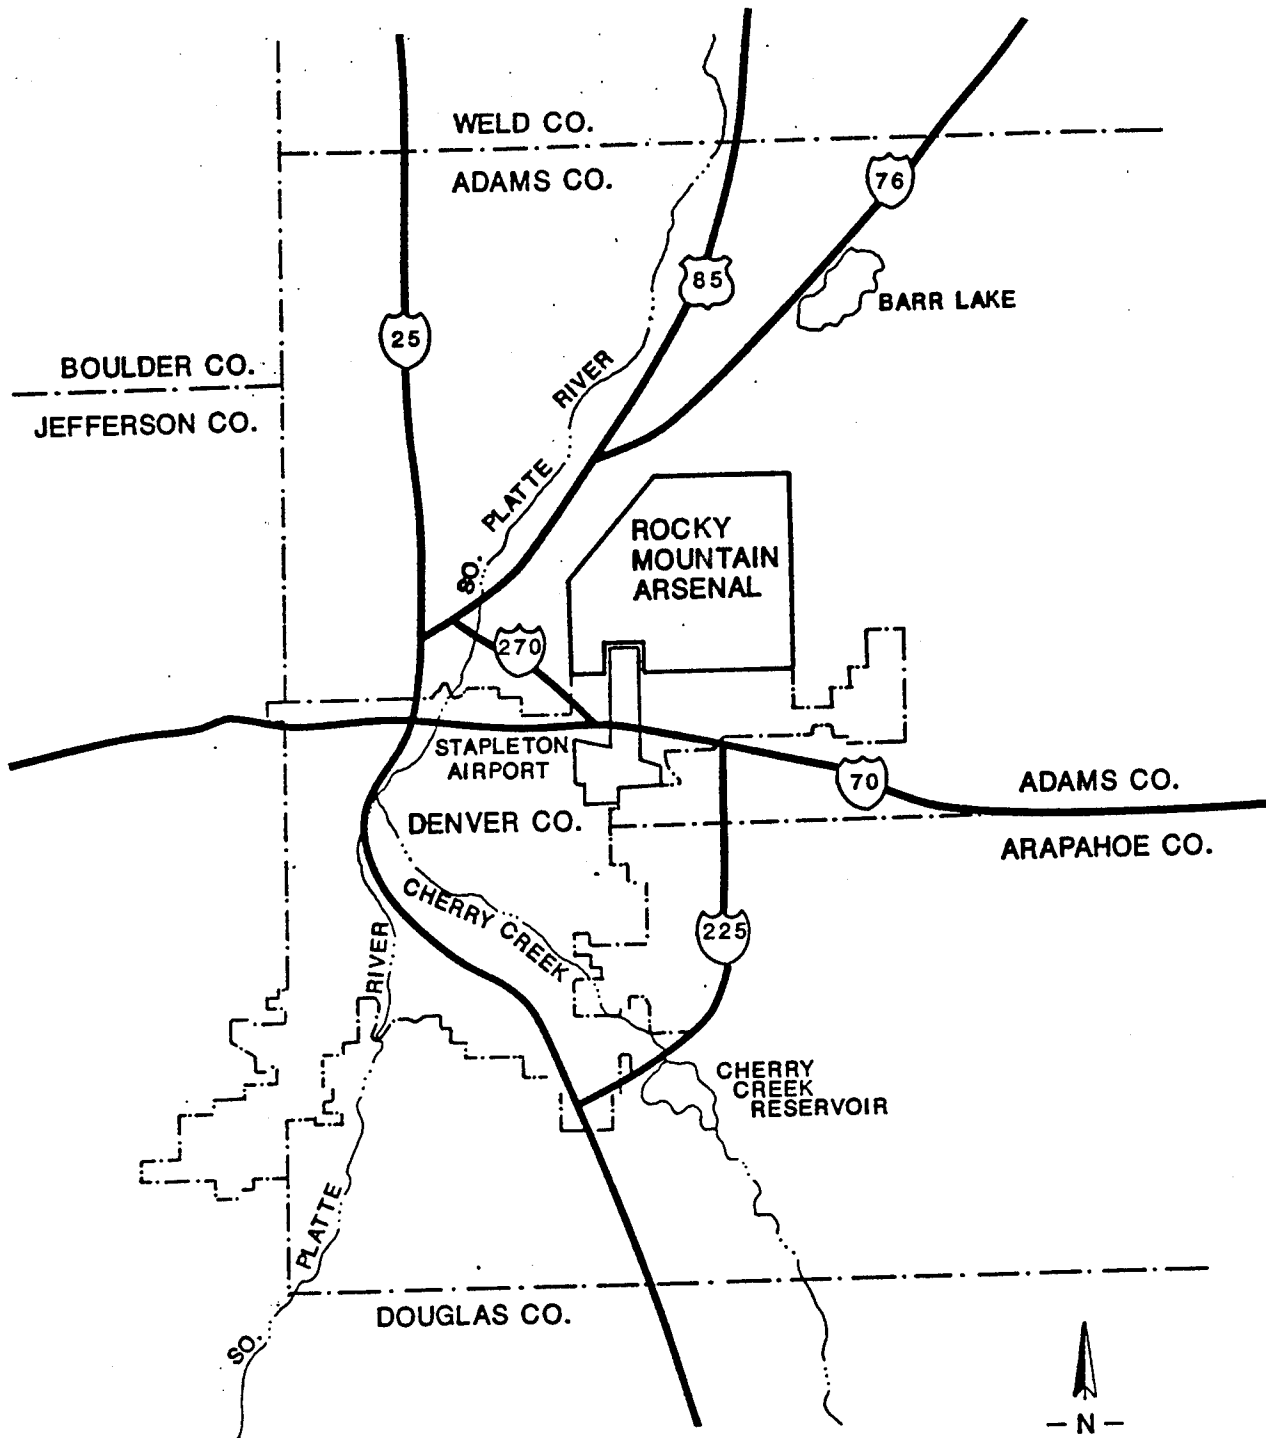 WELD CO.
ADAMS CO.
76
85
BARR LAKE
25
BOULDER CO.
JEFFERSON CO.
SO. PLATTE RIVER
ROCKY
MOUNTAIN
ARSENAL
270
STAPLETON
AIRPORT
70
ADAMS CO.
DENVER CO.
ARAPAHOE CO.
CHERRY CREEK
225
CHERRY
CREEK
RESERVOIR
SO. PLATTE RIVER
DOUGLAS CO.
- N -